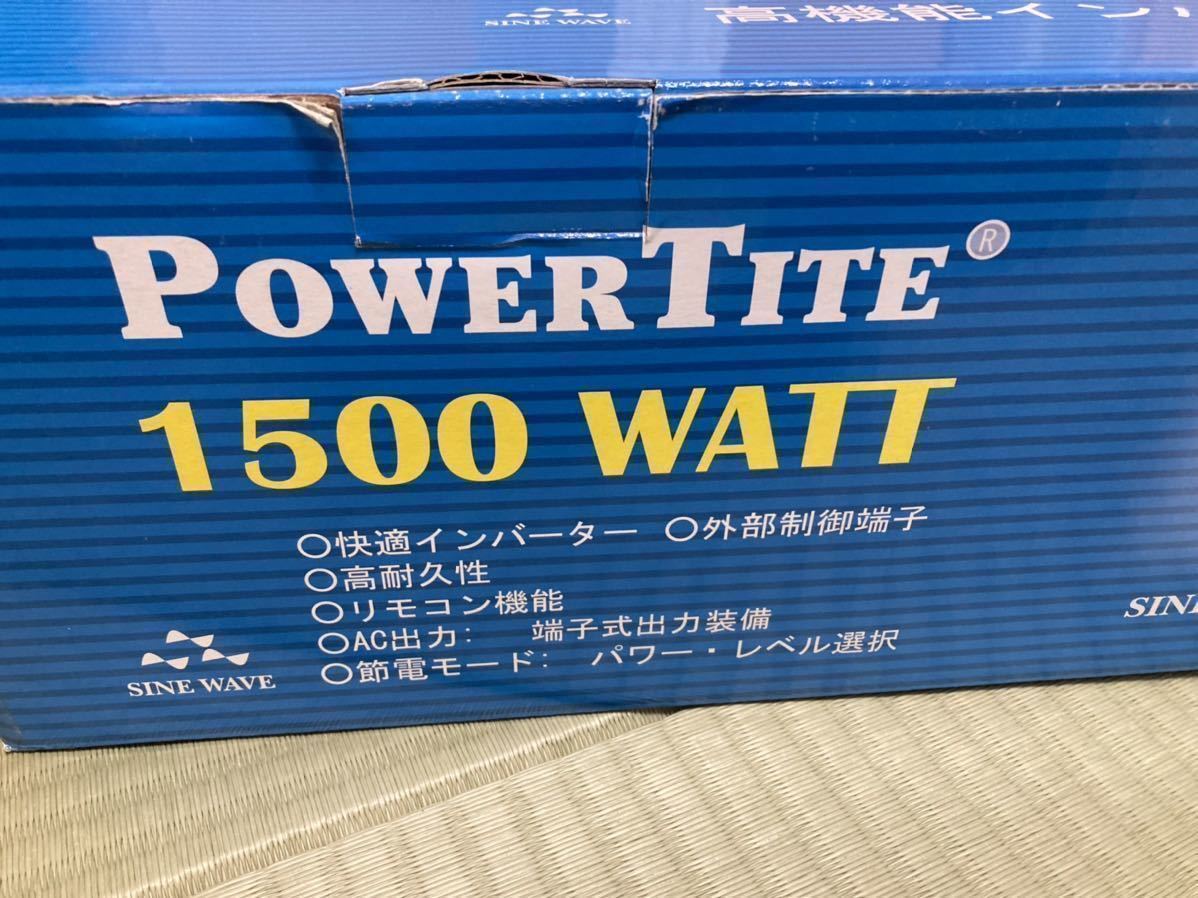 SINE WAVE 高機能イン
POWERTITE®
1500 WATT
○快適インバーター ○外部制御端子
○高耐久性
○リモコン機能
○AC出力: 端子式出力装備
○節電モード: パワー・レベル選択
SINE WAVE
SINE